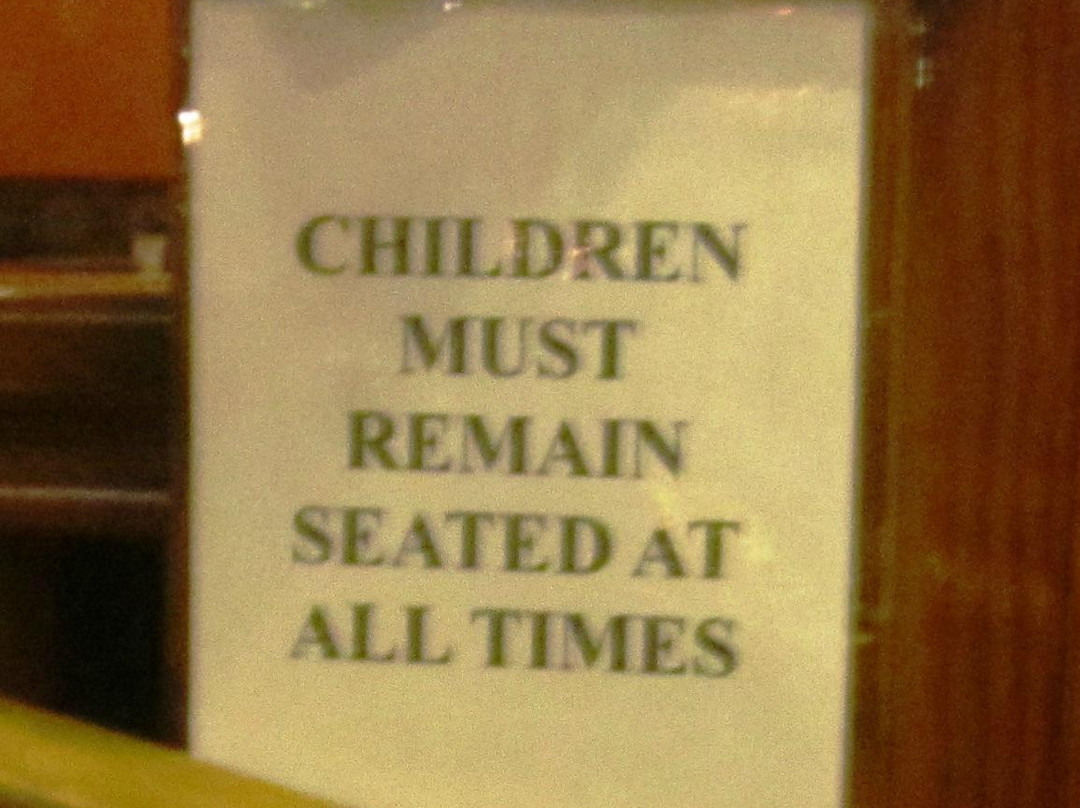 CHILDREN
MUST
REMAIN
SEATED AT
ALL TIMES